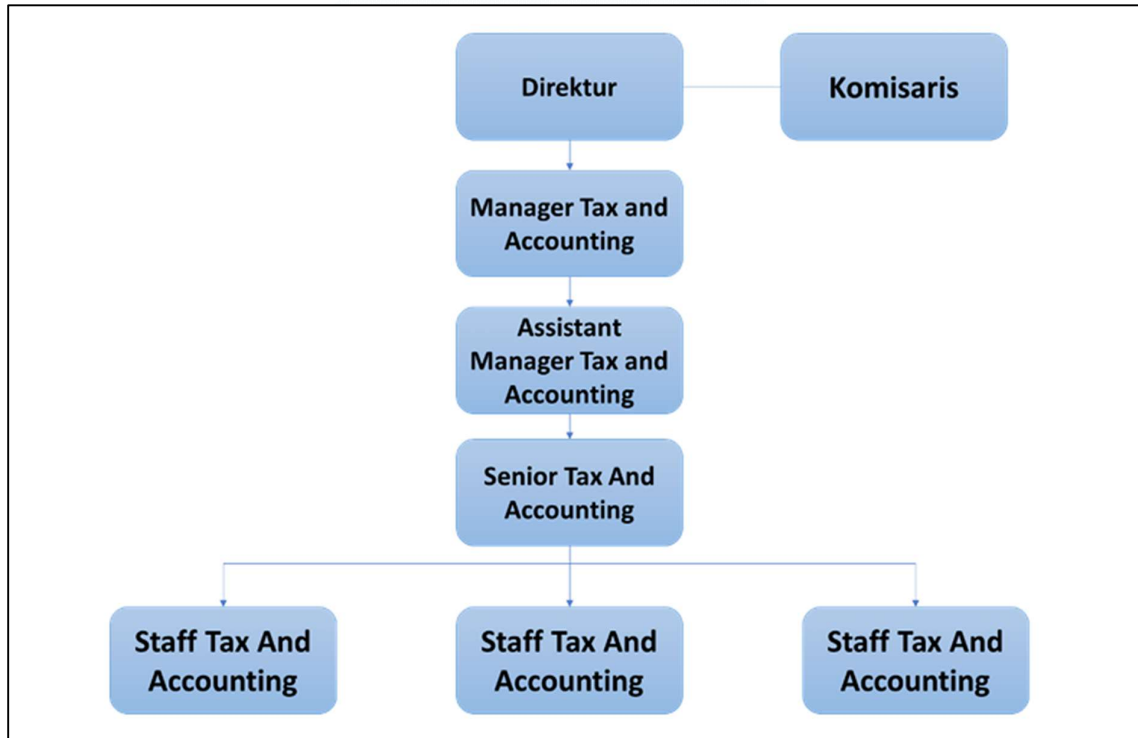 Direktur
Komisaris
Manager Tax and
Accounting
Assistant
Manager Tax and
Accounting
Senior Tax And
Accounting
Staff Tax And
Accounting
Staff Tax And
Accounting
Staff Tax And
Accounting